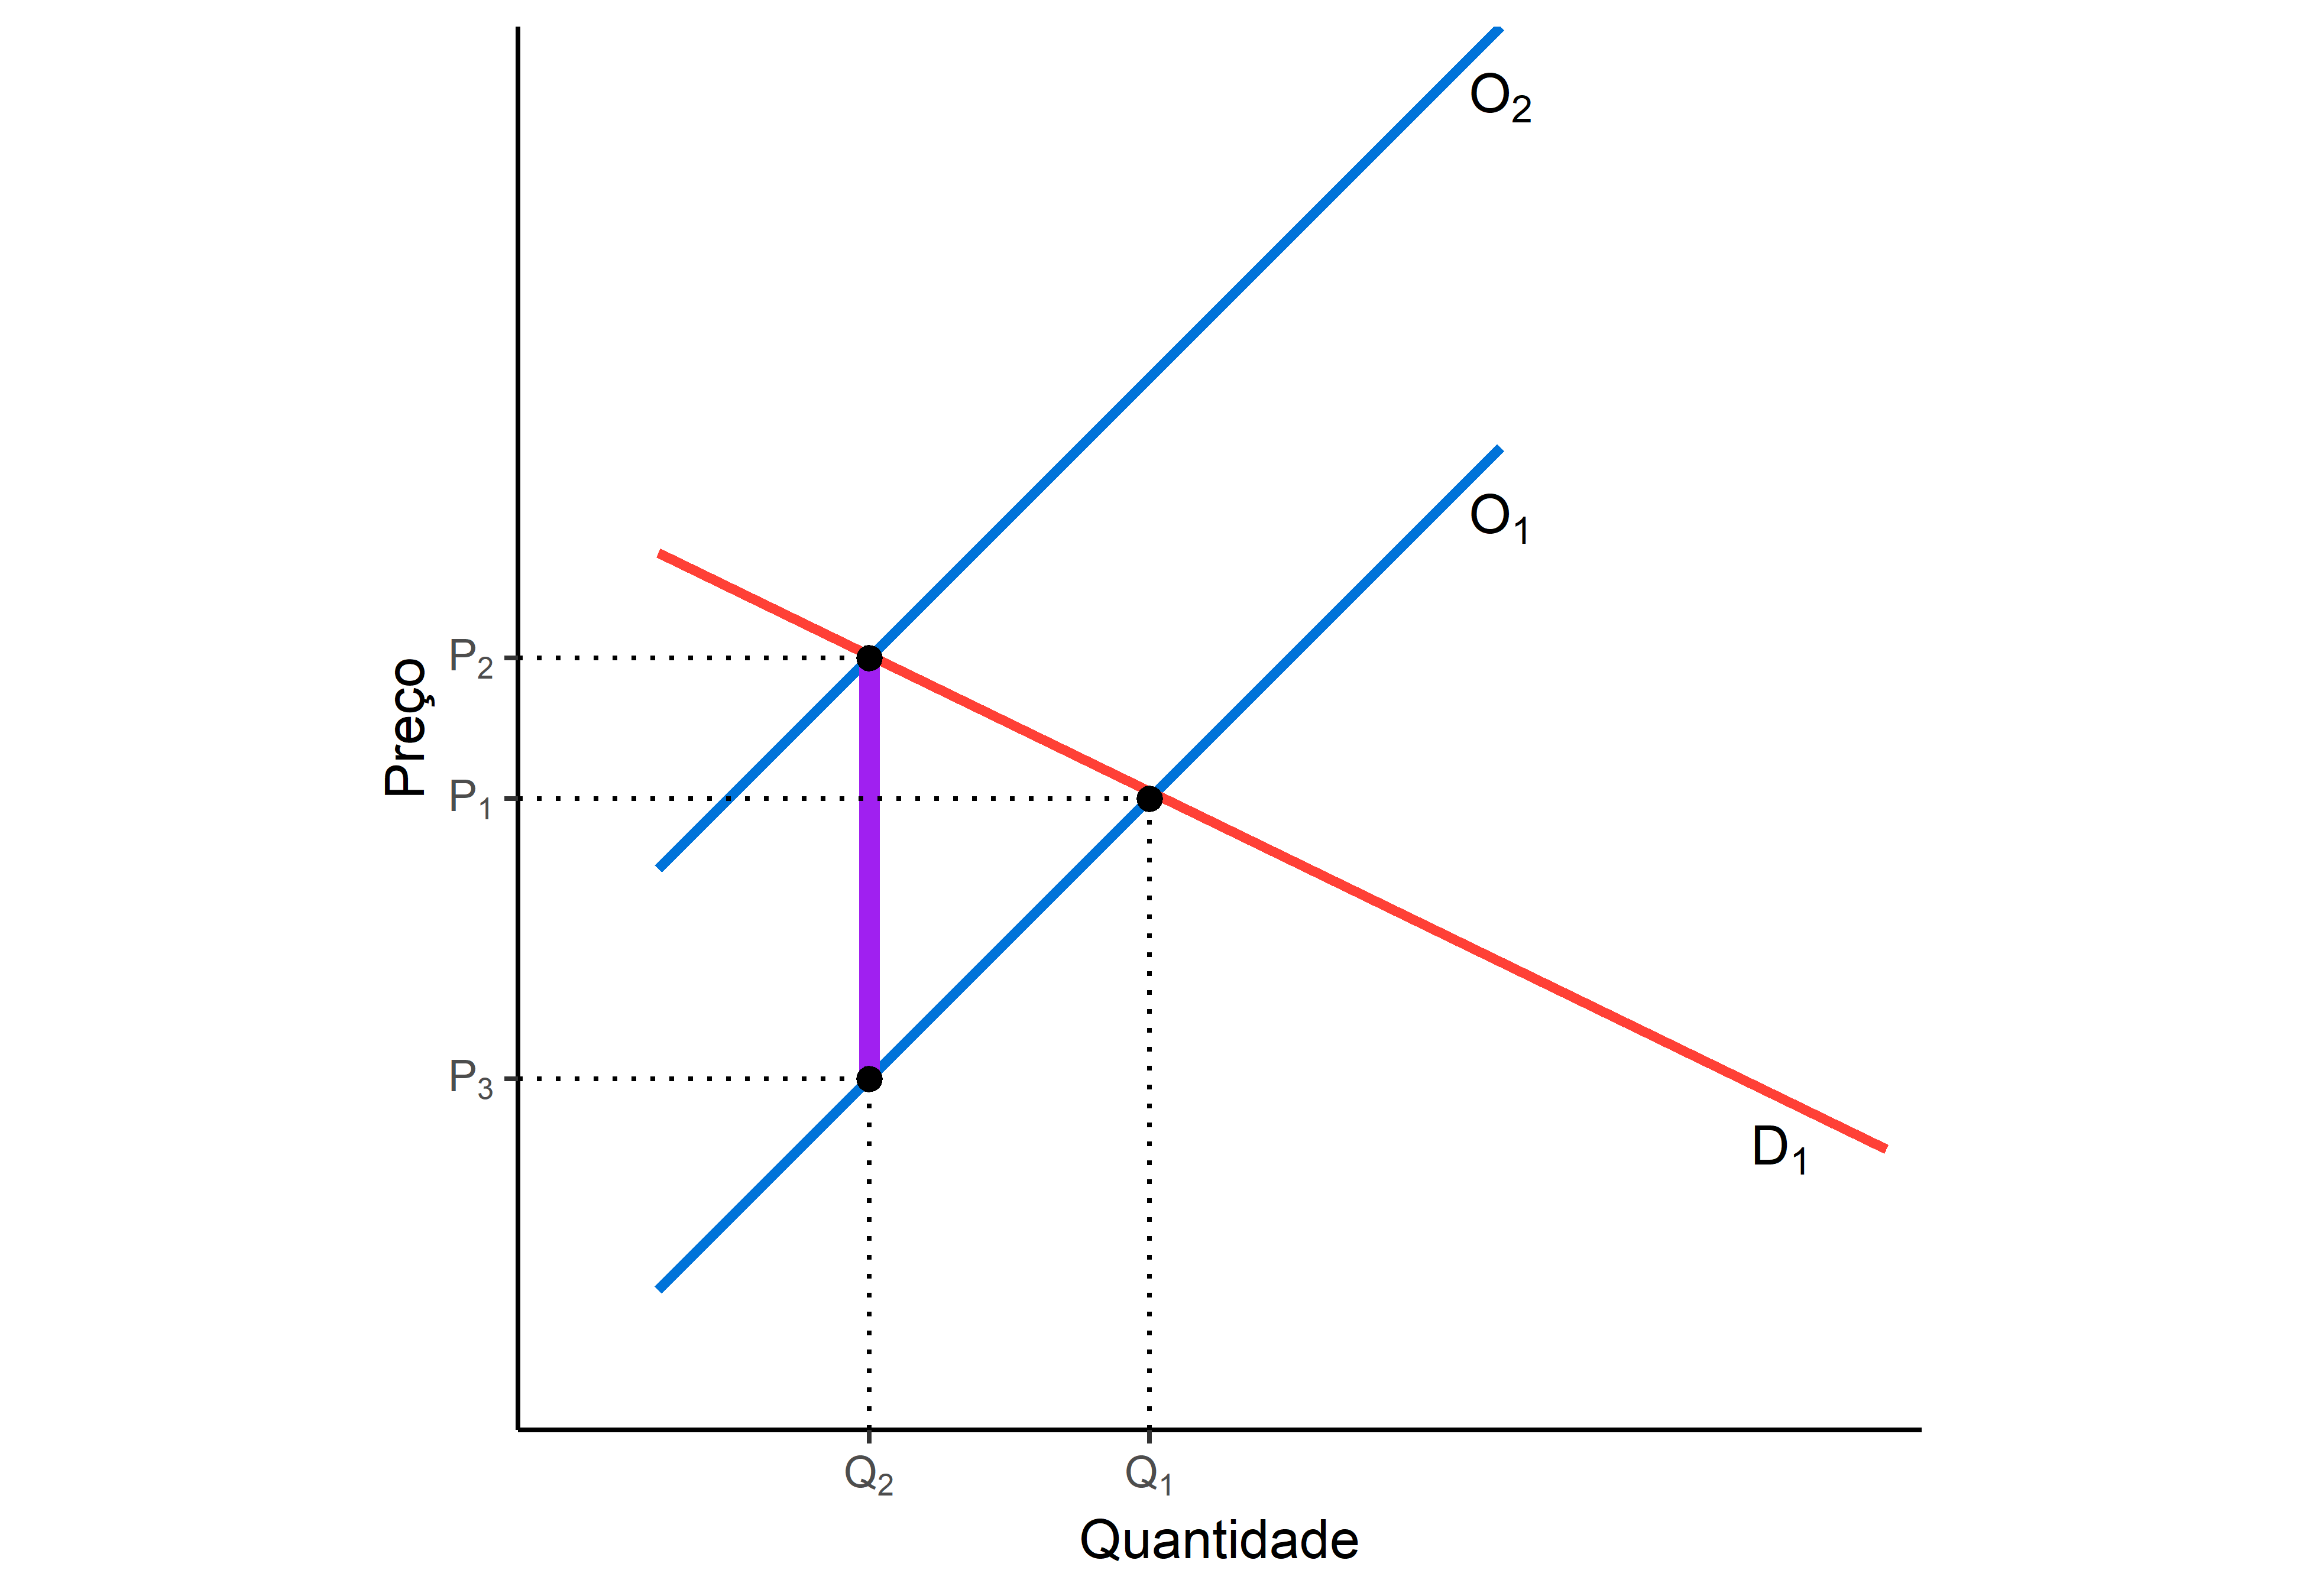 O₂
O₁
Preço
P₂
P₁
P₃
D₁
Q₂
Q₁
Quantidade